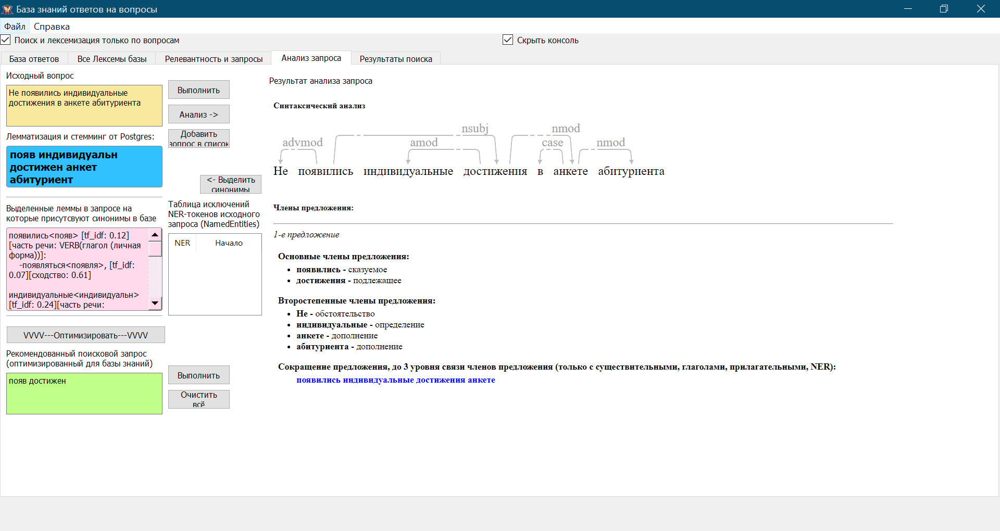 База знаний ответов на вопросы
Файл Справка
Поиск и лексемизация только по вопросам
Скрыть консоль
База ответов
Все Лексемы базы
Релевантность и запросы
Анализ запроса
Результаты поиска
Исходный вопрос
Не появились индивидуальные
достижения в анкете абитуриента
Выполнить
Анализ ->
Добавить
вопрос в список
Лемматизация и стемминг от Postgres:
появ индивидуальн
достижен анкет
абитуриент
<- Выделить
синонимы
Выделенные леммы в запросе на
которые присутсвуют синонимы в базе
появились<появ> [tf_idf: 0.12]
[часть речи: VERB(глагол (личная
форма))]:
-появляться<появля>, [tf_idf:
0.07][сходство: 0.61]
индивидуальные<индивидуальн>
[tf_idf: 0.24][часть речи:
Таблица исключений
NER-токенов исходного
запроса (NamedEntities)
NER Начало
VVVV---Оптимизировать---VVVV
Рекомендованный поисковой запрос
(оптимизированный для базы знаний)
появ достижен
Выполнить
Очистить
всё
Результат анализа запроса
Синтаксический анализ
nsubj nmod
advmod amod case nmod
Не появились индивидуальные достижения в анкете абитуриента
Члены предложения:
1-е предложение
Основные члены предложения:
• появились - сказуемое
• достижения - подлежащее
Второстепенные члены предложения:
• Не - обстоятельство
• индивидуальные - определение
• анкете - дополнение
• абитуриента - дополнение
Сокращение предложения, до 3 уровня связи членов предложения (только с существительными, глаголами, прилагательными, NER):
появились индивидуальные достижения анкете